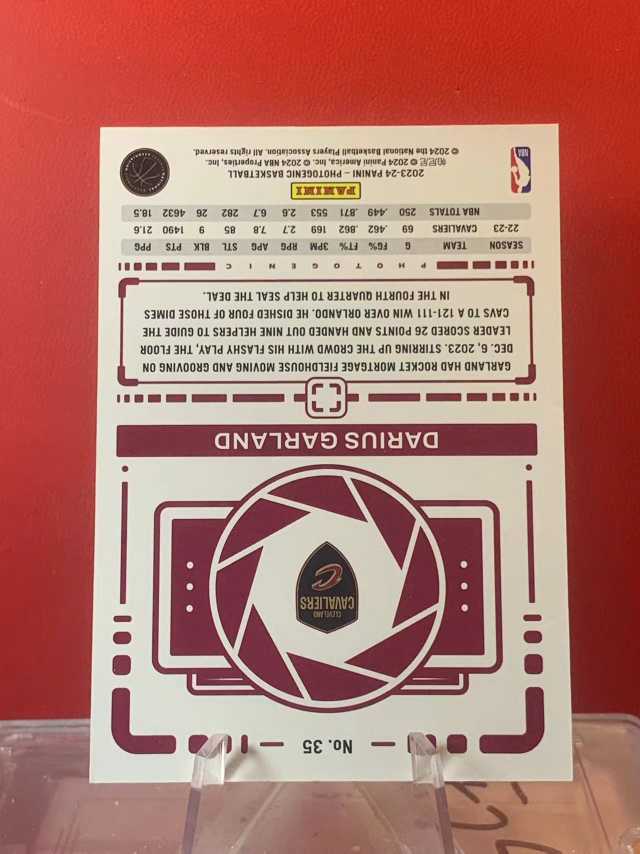 No. 35
CLEVELAND
CAVALIERS
DARIUS GARLAND
GARLAND HAD ROCKET MORTGAGE FIELDHOUSE MOVING AND GROOVING ON
DEC. 6, 2023. STIRRING UP THE CROWD WITH HIS FLASHY PLAY, THE FLOOR
LEADER SCORED 26 POINTS AND HANDED OUT NINE HELPERS TO GUIDE THE
CAVS TO A 121-111 WIN OVER ORLANDO. HE DISHED FOUR OF THOSE DIMES
IN THE FOURTH QUARTER TO HELP SEAL THE DEAL.
PHOTOGENIC
SEASON TEAM G FG% FT% 3PM RPG APG STL BLK PTS PPG
22-23 CAVALIERS 69 .462 .862 169 2.7 7.8 85 9 1490 21.6
NBA TOTALS 250 .449 .871 553 2.6 6.7 282 26 4632 18.5
PANINI
2023-24 PANINI – PHOTOGENIC BASKETBALL
© 2024 Panini America, Inc. © 2024 NBA Properties, Inc.
© 2024 the National Basketball Players Association. All rights reserved.
NBA